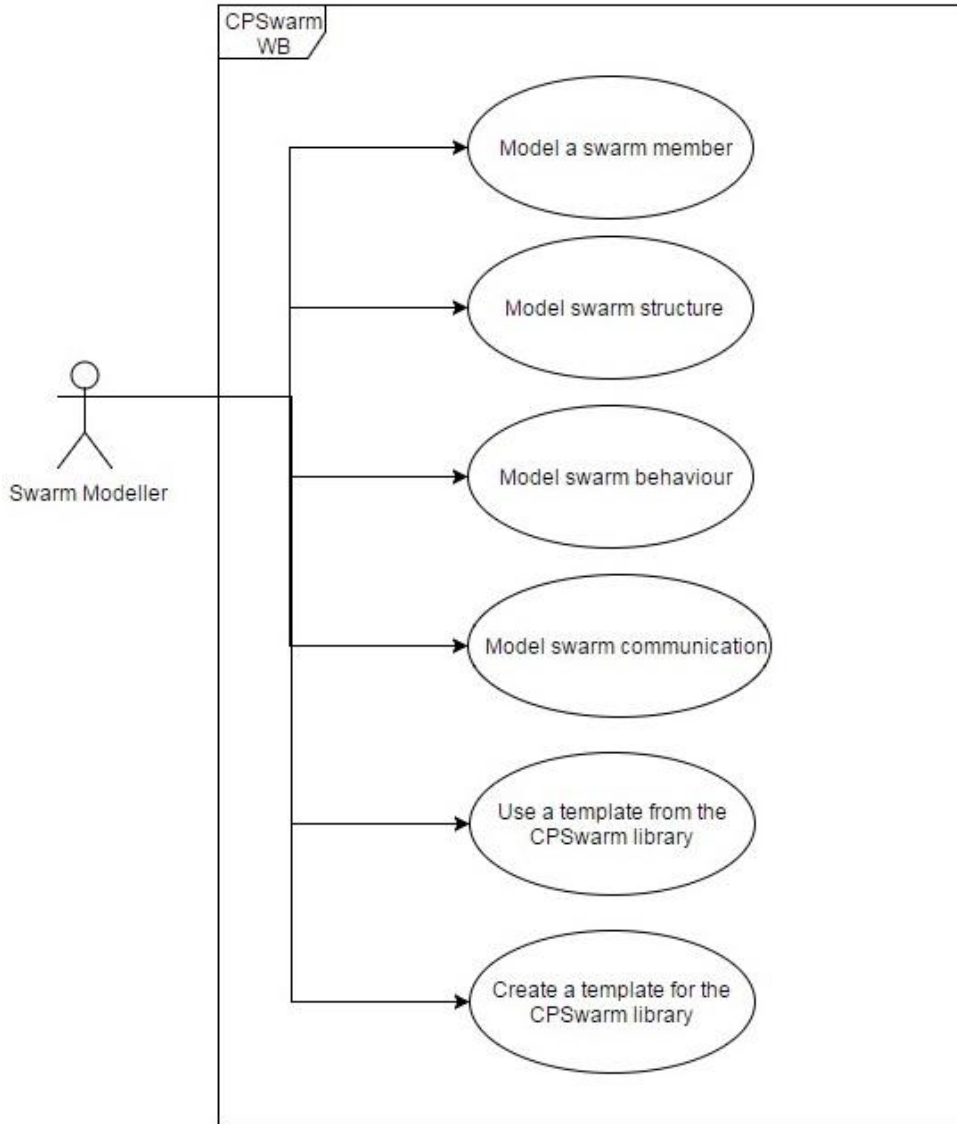 CPSwarm
WB
Model a swarm member
Model swarm structure
Swarm Modeller
Model swarm behaviour
Model swarm communication
Use a template from the
CPSwarm library
Create a template for the
CPSwarm library